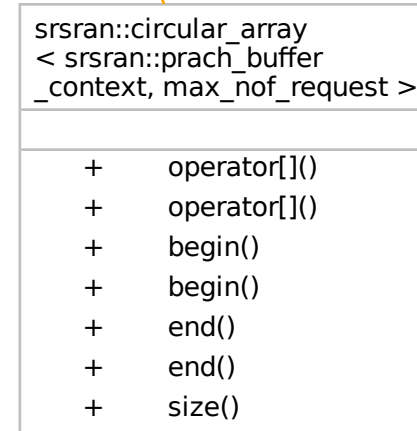 srsran::circular_array
< srsran::prach_buffer
_context, max_nof_request >
+ operator[]()
+ operator[]()
+ begin()
+ begin()
+ end()
+ end()
+ size()